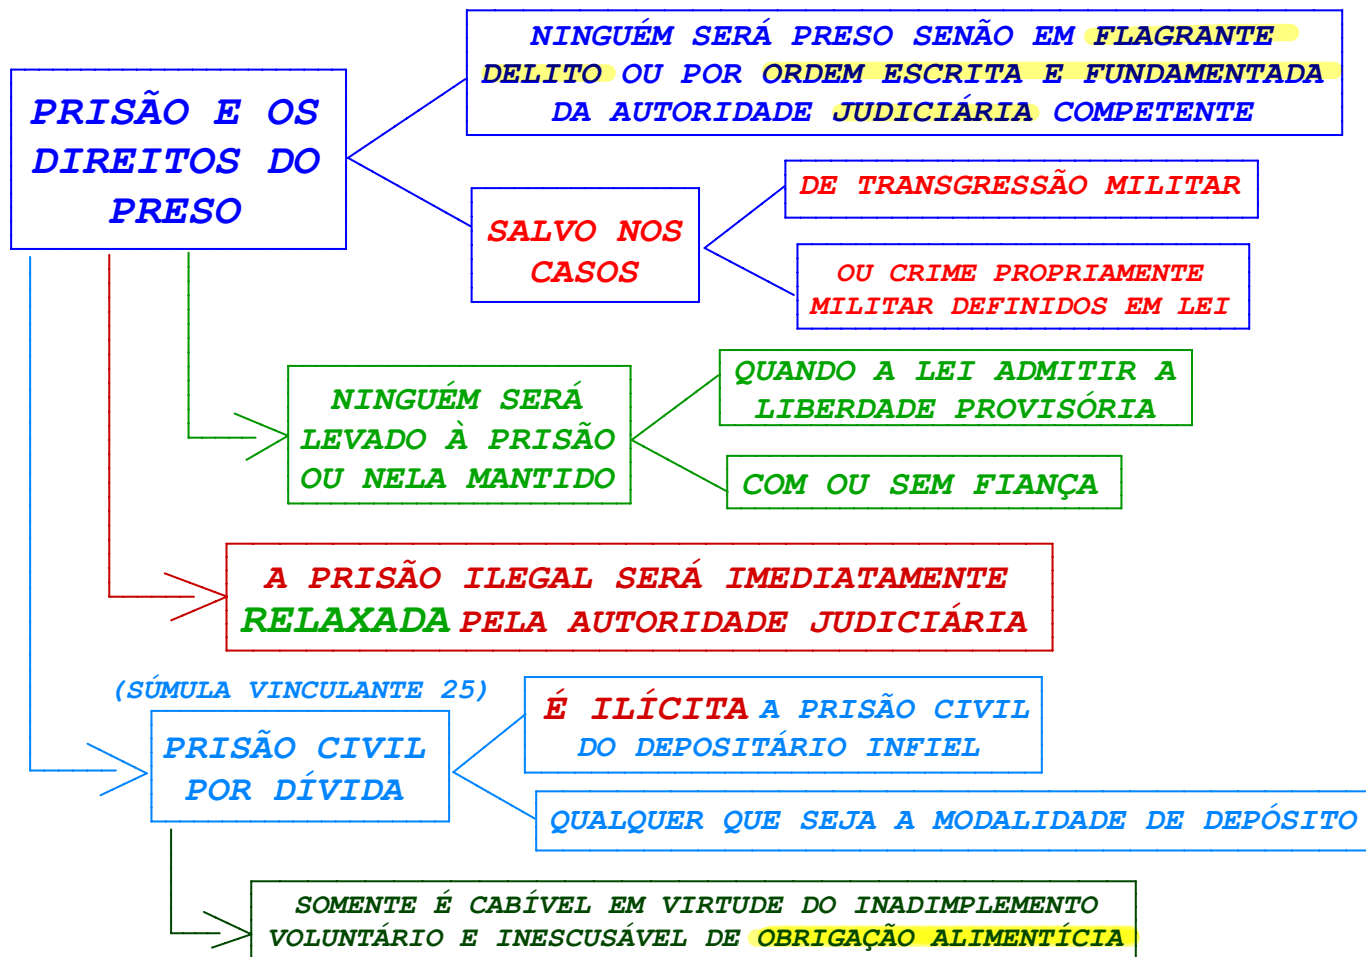 PRISÃO E OS
DIREITOS DO
PRESO
NINGUÉM SERÁ PRESO SENÃO EM FLAGRANTE
DELITO OU POR ORDEM ESCRITA E FUNDAMENTADA
DA AUTORIDADE JUDICIÁRIA COMPETENTE
SALVO NOS
CASOS
DE TRANSGRESSÃO MILITAR
OU CRIME PROPRIAMENTE
MILITAR DEFINIDOS EM LEI
NINGUÉM SERÁ
LEVADO À PRISÃO
OU NELA MANTIDO
QUANDO A LEI ADMITIR A
LIBERDADE PROVISÓRIA
COM OU SEM FIANÇA
A PRISÃO ILEGAL SERÁ IMEDIATAMENTE
RELAXADA PELA AUTORIDADE JUDICIÁRIA
(SÚMULA VINCULANTE 25)
PRISÃO CIVIL
POR DÍVIDA
É ILÍCITA A PRISÃO CIVIL
DO DEPOSITÁRIO INFIEL
QUALQUER QUE SEJA A MODALIDADE DE DEPÓSITO
SOMENTE É CABÍVEL EM VIRTUDE DO INADIMPLEMENTO
VOLUNTÁRIO E INESCUSÁVEL DE OBRIGAÇÃO ALIMENTÍCIA